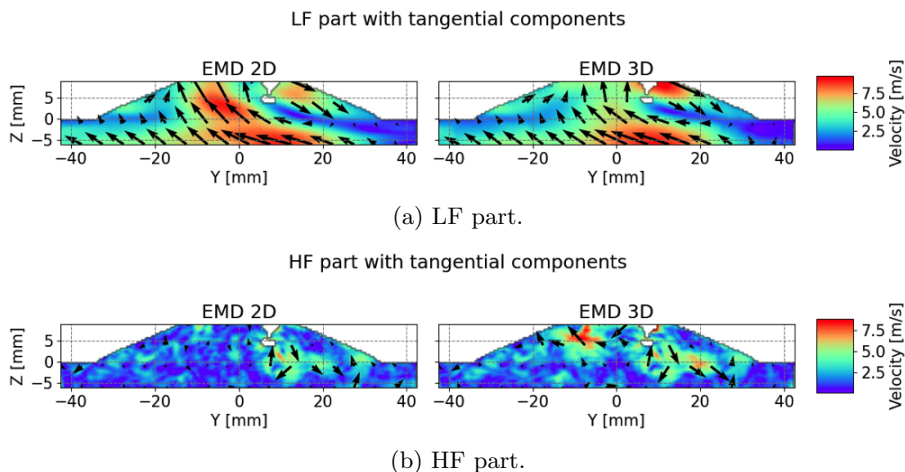 LF part with tangential components
EMD 2D
EMD 3D
Z [mm]
5
0
−5
−40
−20
0
20
40
−40
−20
0
20
40
Y [mm]
Y [mm]
7.5
5.0
2.5
Velocity [m/s]
(a) LF part.
HF part with tangential components
EMD 2D
EMD 3D
Z [mm]
5
0
−5
−40
−20
0
20
40
−40
−20
0
20
40
Y [mm]
Y [mm]
7.5
5.0
2.5
Velocity [m/s]
(b) HF part.